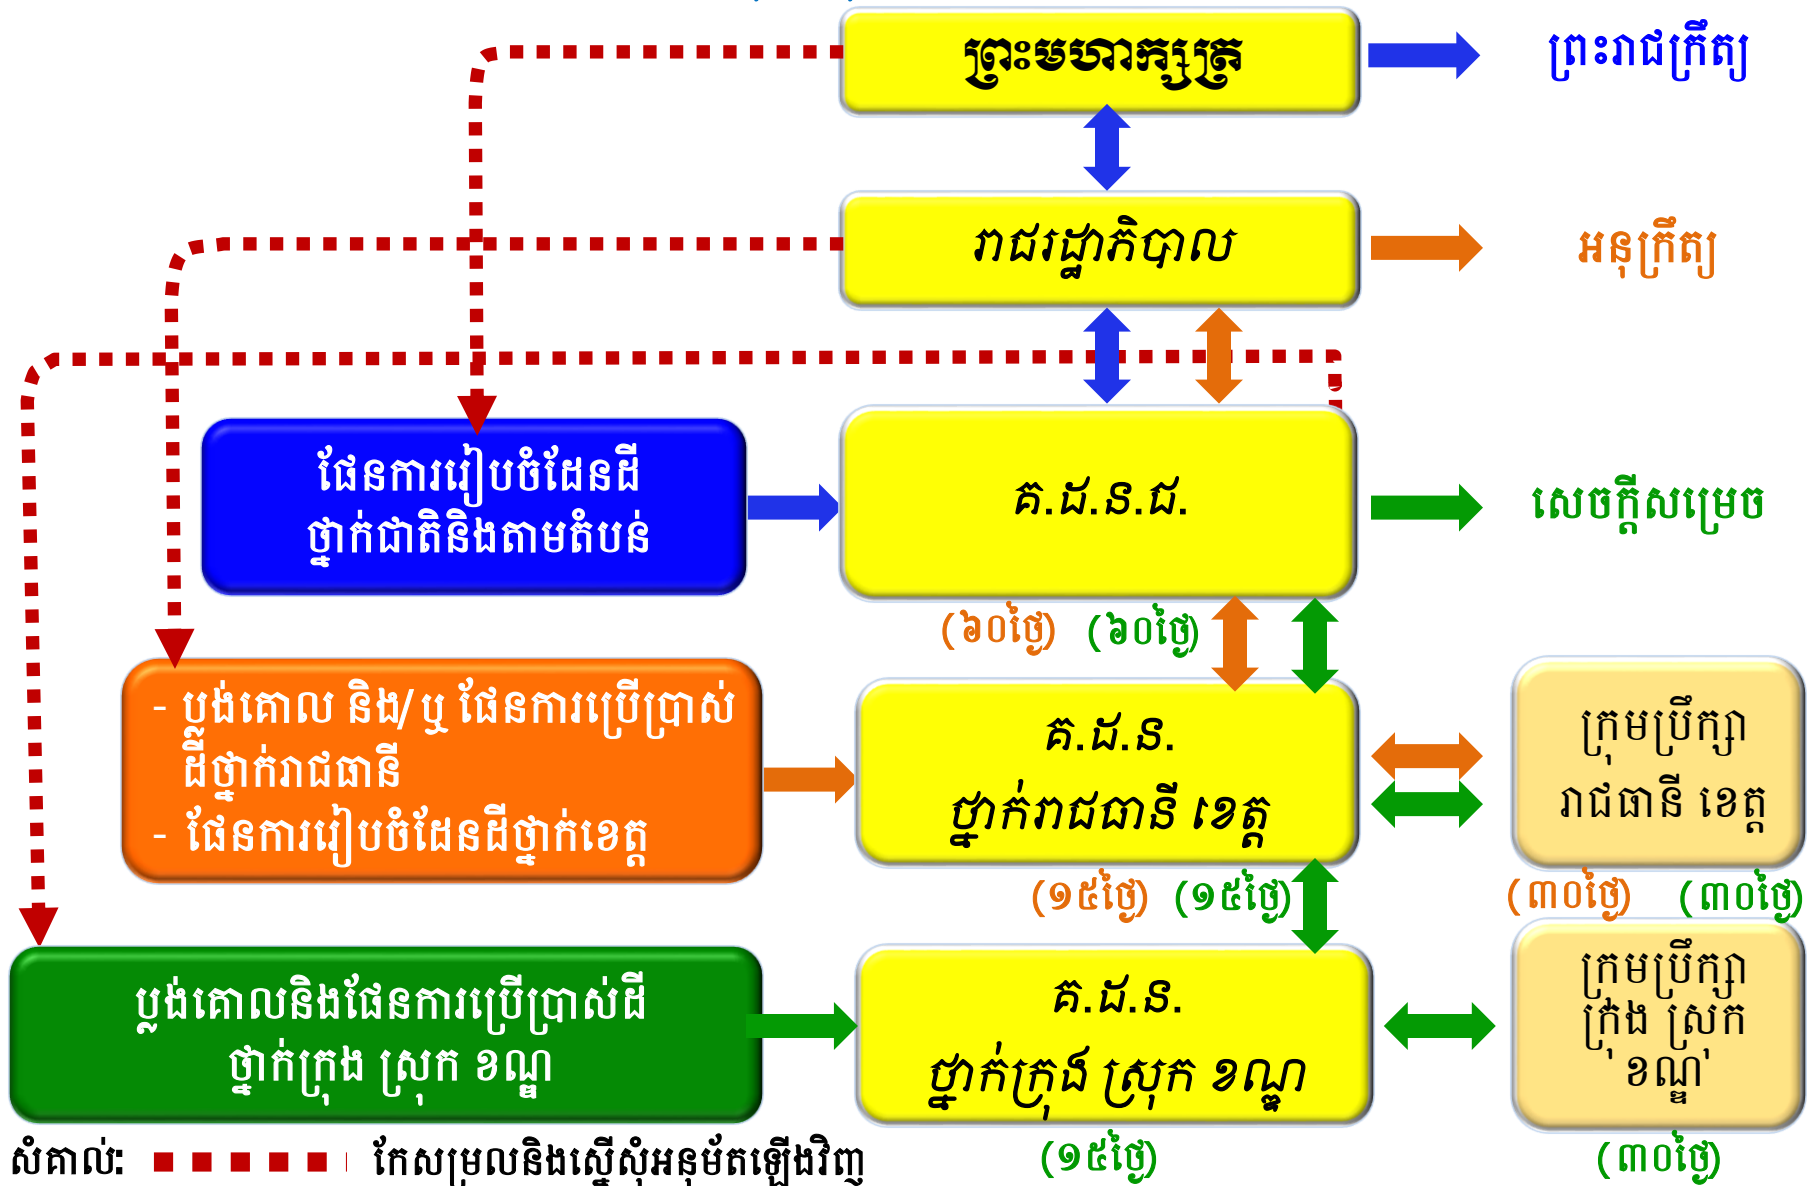 ព្រះមហាក្សត្រ
ព្រះរាជក្រឹត្យ
រាជរដ្ឋាភិបាល
អនុក្រឹត្យ
ផែនការរៀបចំដែនដី
ថ្នាក់ជាតិនិងតាមតំបន់
គ.ដ.ន.ជ.
សេចក្តីសម្រេច
(៦០ថ្ងៃ) (៦០ថ្ងៃ)
- ប្លង់គោល និង/ឬ ផែនការប្រើប្រាស់
ដីថ្នាក់រាជធានី
- ផែនការរៀបចំដែនដីថ្នាក់ខេត្ត
គ.ដ.ន.
ថ្នាក់រាជធានី ខេត្ត
ក្រុមប្រឹក្សា
រាជធានី ខេត្ត
(១៥ថ្ងៃ) (១៥ថ្ងៃ)
(៣០ថ្ងៃ) (៣០ថ្ងៃ)
ប្លង់គោលនិងផែនការប្រើប្រាស់ដី
ថ្នាក់ក្រុង ស្រុក ខណ្ឌ
គ.ដ.ន.
ថ្នាក់ក្រុង ស្រុក ខណ្ឌ
ក្រុមប្រឹក្សា
ក្រុង ស្រុក
ខណ្ឌ
(១៥ថ្ងៃ)
(៣០ថ្ងៃ)
សំគាល់: កែសម្រួលនិងស្នើសុំអនុម័តឡើងវិញ